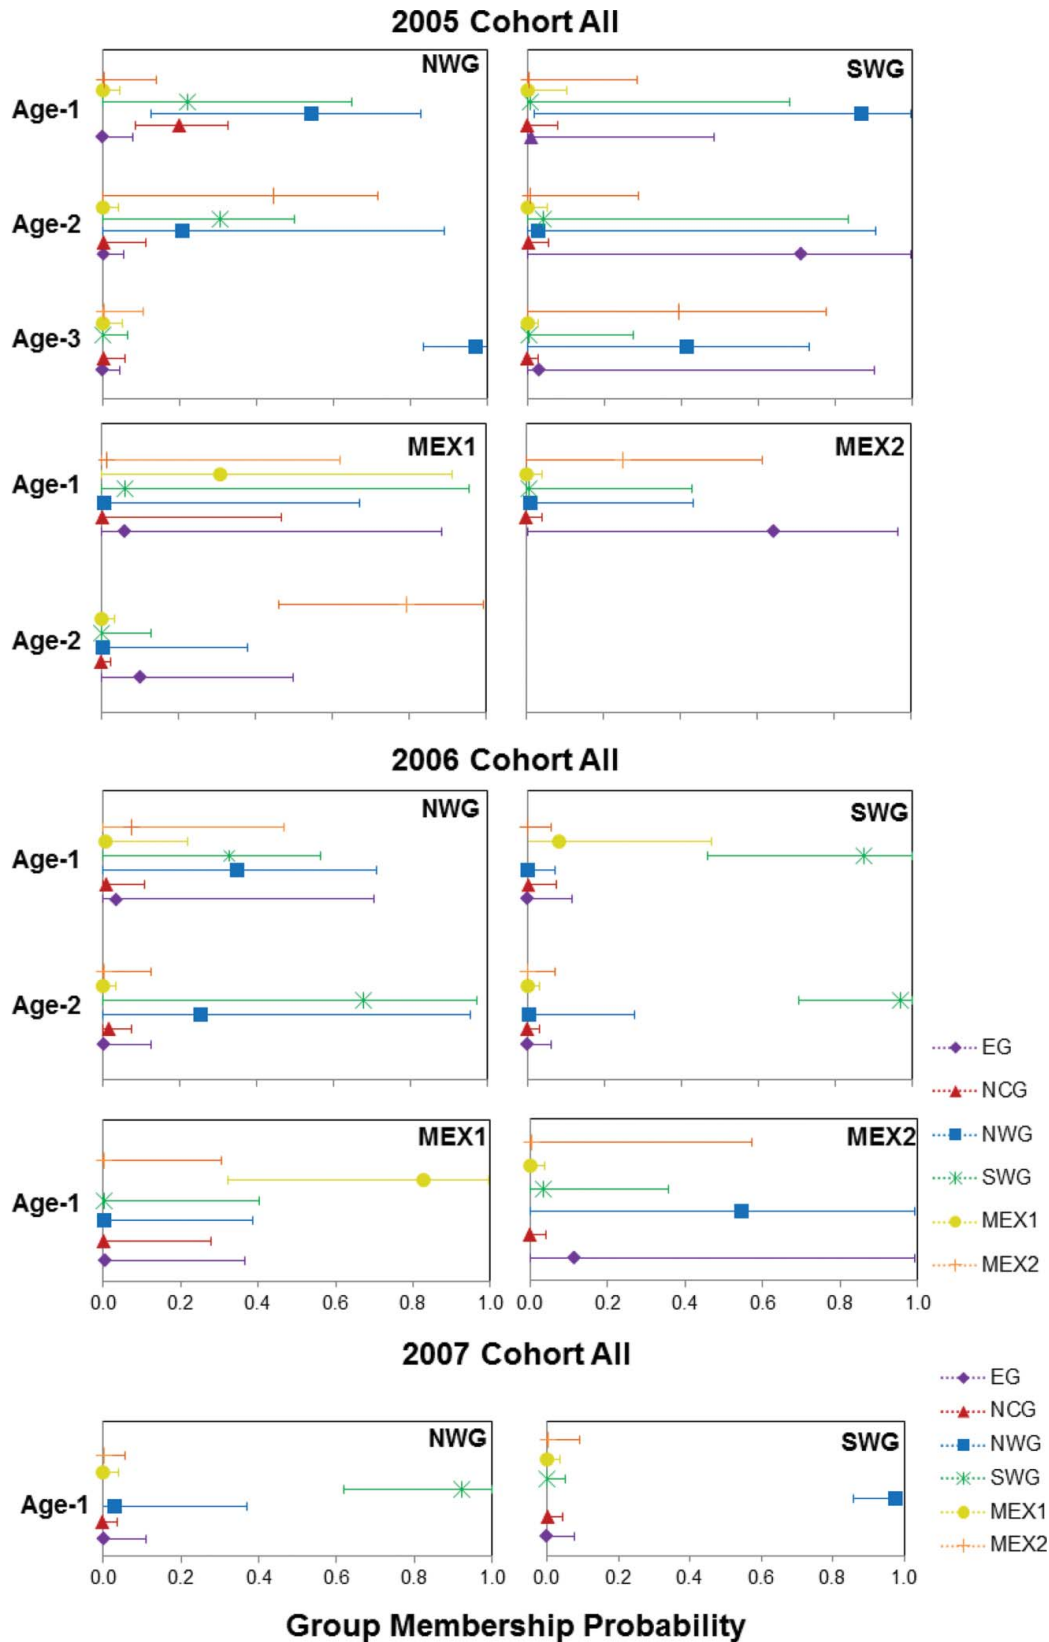 2005 Cohort All
NWG
SWG
Age-1
Age-2
Age-3
MEX1
MEX2
Age-1
Age-2
2006 Cohort All
NWG
SWG
Age-1
Age-2
EG
NCG
NWG
SWG
MEX1
MEX2
MEX1
MEX2
Age-1
0.0 0.2 0.4 0.6 0.8 1.0
0.0 0.2 0.4 0.6 0.8 1.0
2007 Cohort All
EG
NCG
NWG
SWG
MEX1
MEX2
NWG
SWG
Age-1
0.0 0.2 0.4 0.6 0.8 1.0
0.0 0.2 0.4 0.6 0.8 1.0
Group Membership Probability